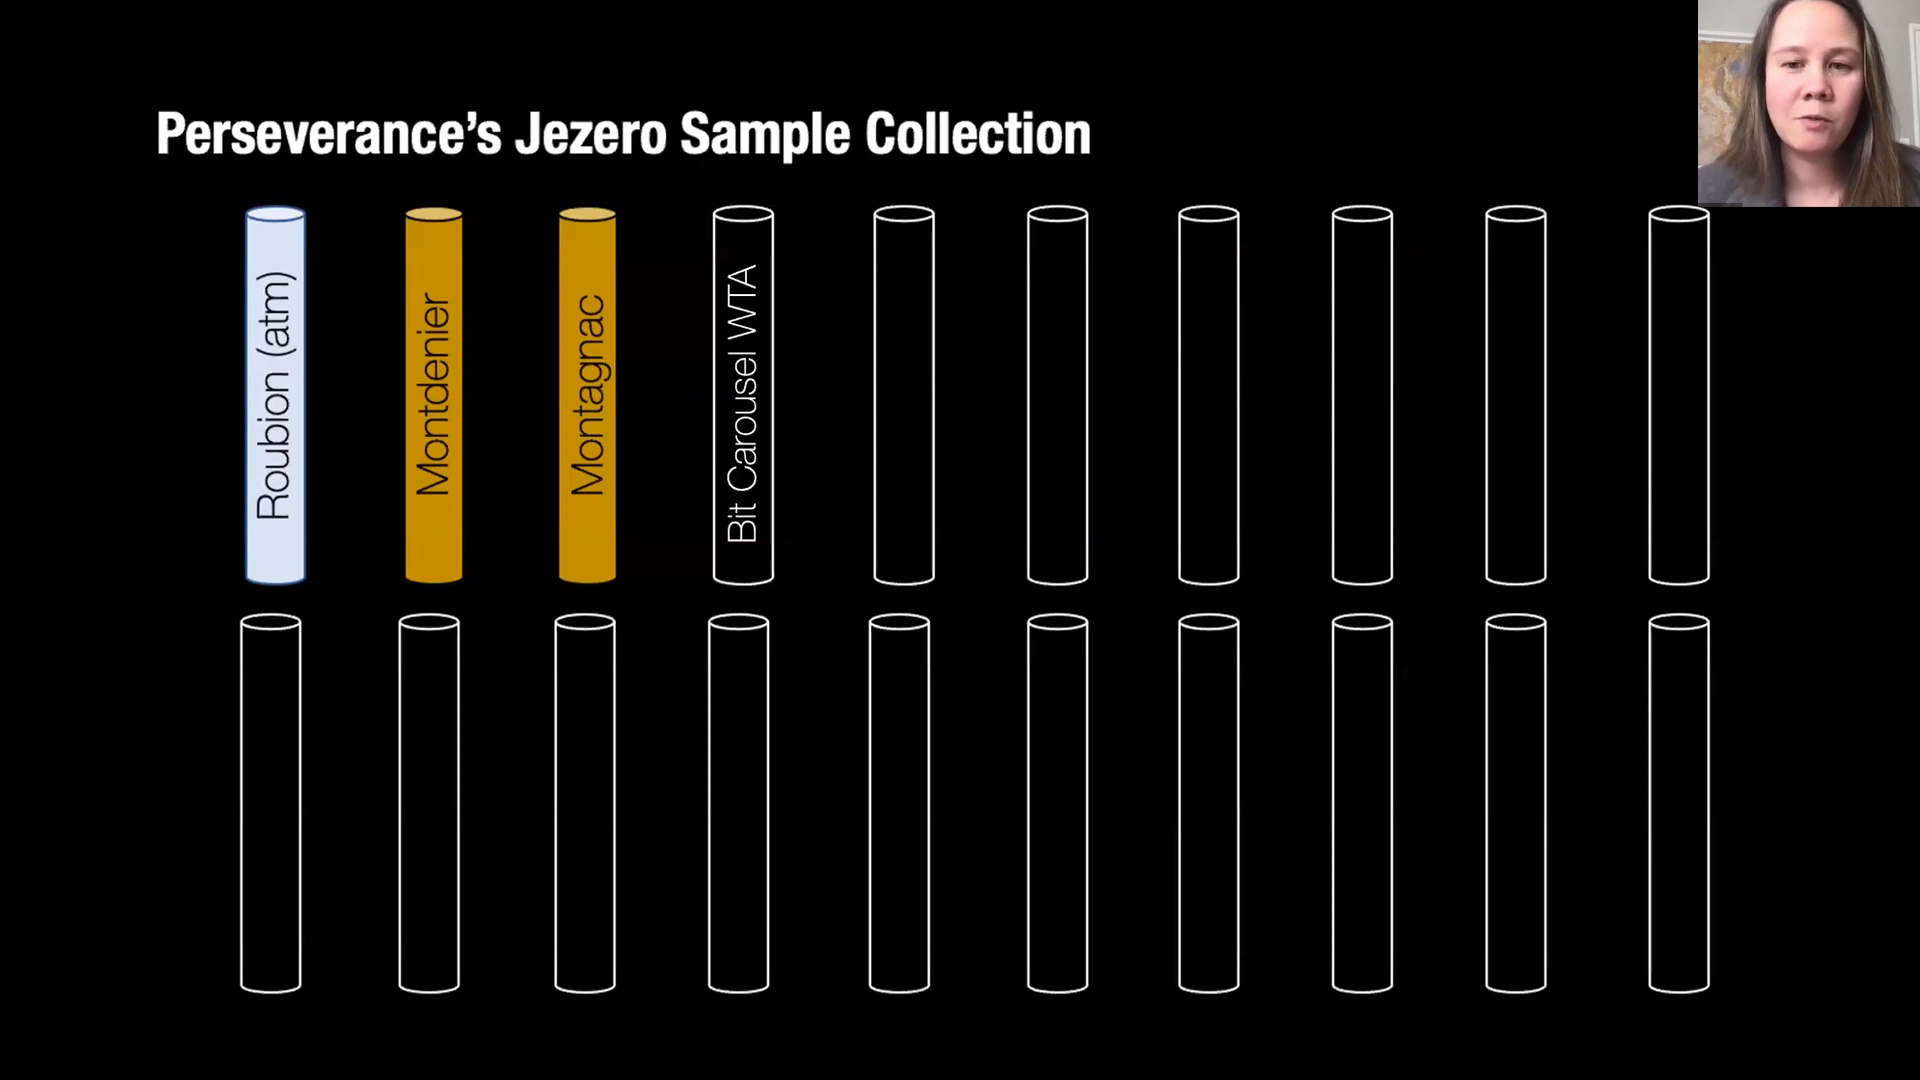 Perseverance’s Jezero Sample Collection
Roubion (atm)
Montdenier
Montagnac
Bit Carousel WTA